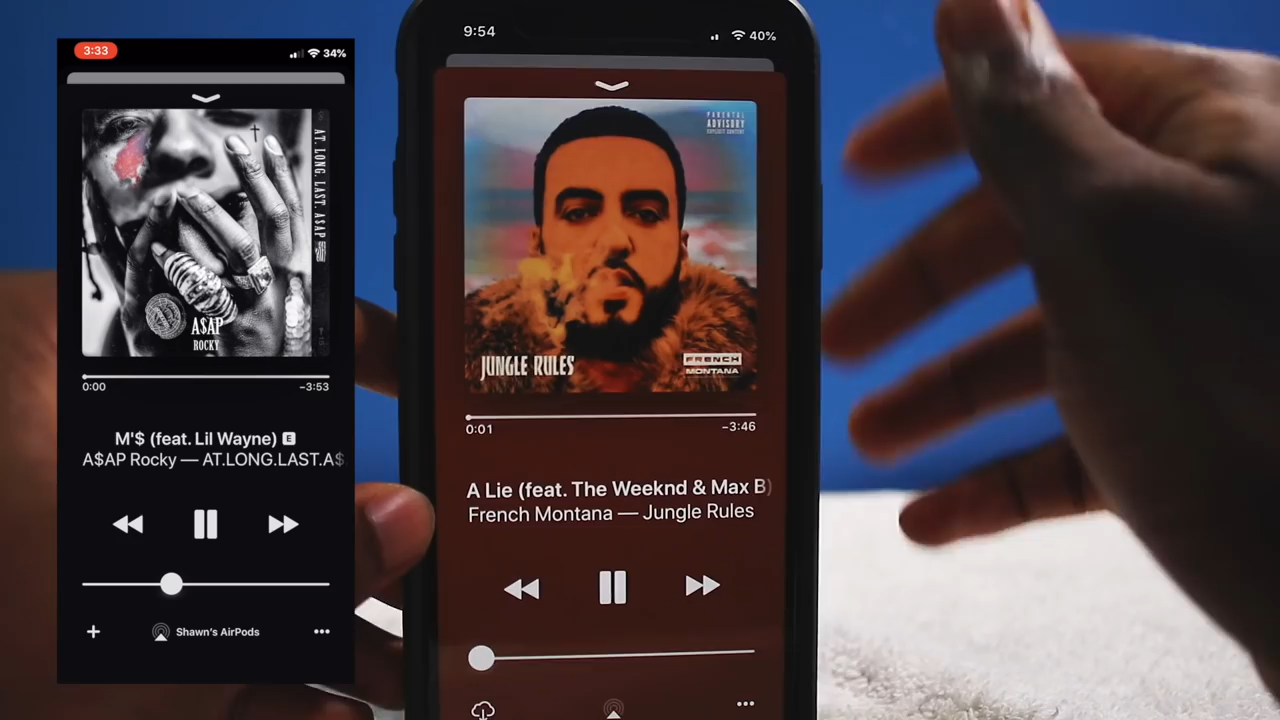 3:33
34%
AT. LONG. LAST. A$AP
A$AP
ROCKY
0:00
−3:53
M'$ (feat. Lil Wayne) E
A$AP Rocky — AT.LONG.LAST.A$
Shawn's AirPods
9:54
40%
PARENTAL
ADVISORY
EXPLICIT CONTENT
JUNGLE RULES
FRENCH
MONTANA
0:01
−3:46
A Lie (feat. The Weeknd & Max B)
French Montana — Jungle Rules